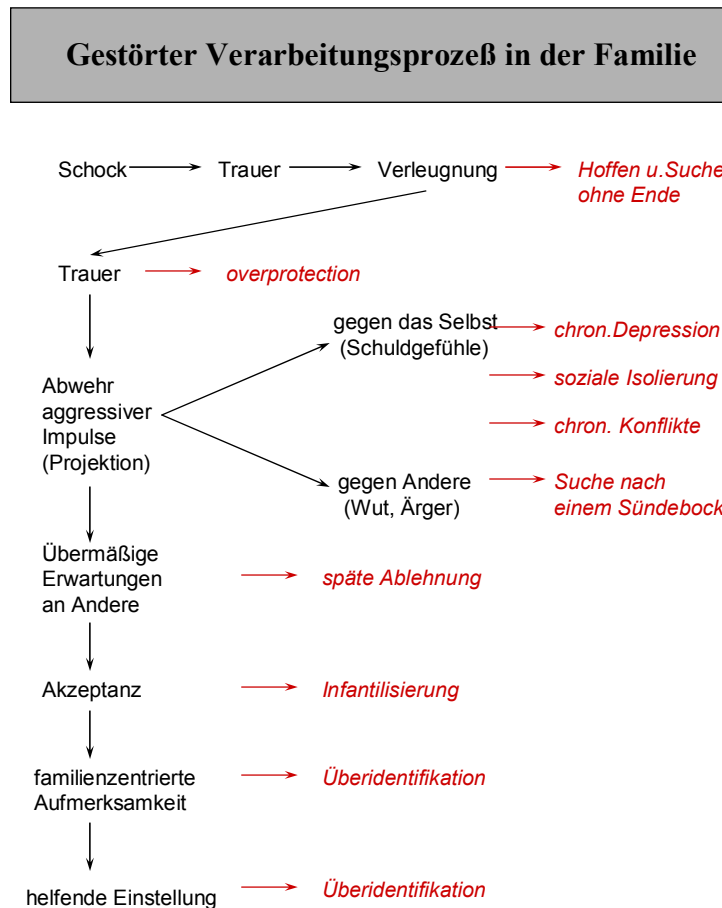 Gestörter Verarbeitungsprozeß in der Familie
Schock Trauer Verleugnung Hoffen u.Suche
ohne Ende
Trauer overprotection
gegen das Selbst
(Schuldgefühle)
chron.Depression
soziale Isolierung
Abwehr
aggressiver
Impulse
(Projektion)
chron. Konflikte
gegen Andere
(Wut, Ärger)
Suche nach
einem Sündebock
Übermäßige
Erwartungen
an Andere
späte Ablehnung
Akzeptanz Infantilisierung
familienzentrierte
Aufmerksamkeit
Überidentifikation
helfende Einstellung Überidentifikation